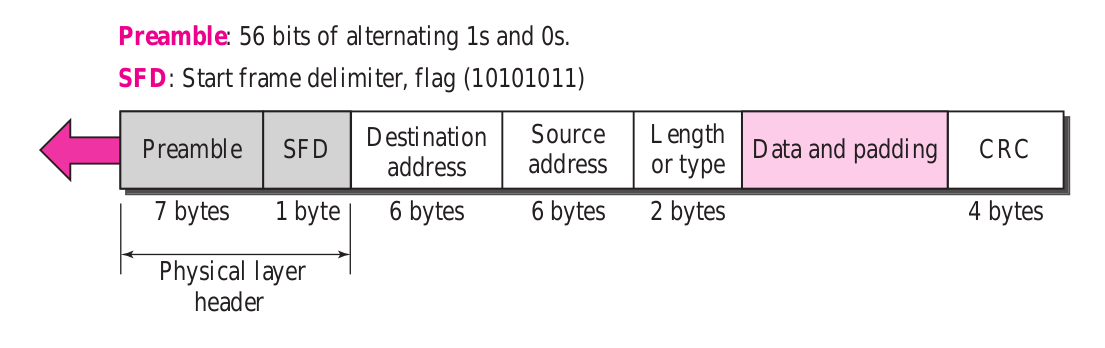 Preamble: 56 bits of alternating 1s and 0s.
SFD: Start frame delimiter, flag (10101011)
Preamble
SFD
Destination
address
Source
address
Length
or type
Data and padding
CRC
7 bytes
1 byte
6 bytes
6 bytes
2 bytes
4 bytes
Physical layer
header